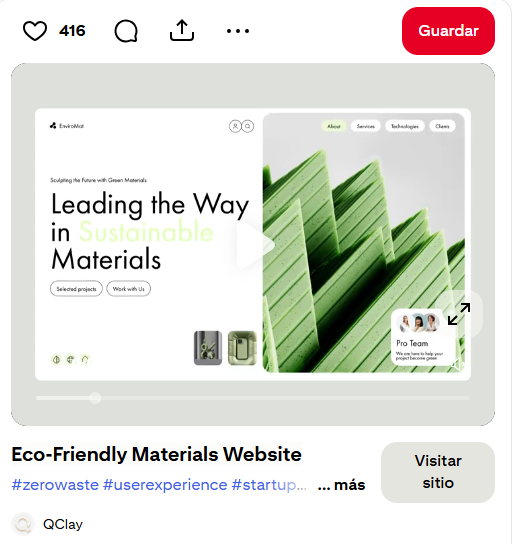 416
Guardar
EnviroMat
About
Services
Technologies
Clients
Sculpting the Future with Green Materials
Leading the Way
in Sustainable
Materials
Selected projects
Work with Us
Pro Team
We are here to help your
project become green
Eco-Friendly Materials Website
#zerowaste #userexperience #startup... ... más
Visitar
sitio
QClay